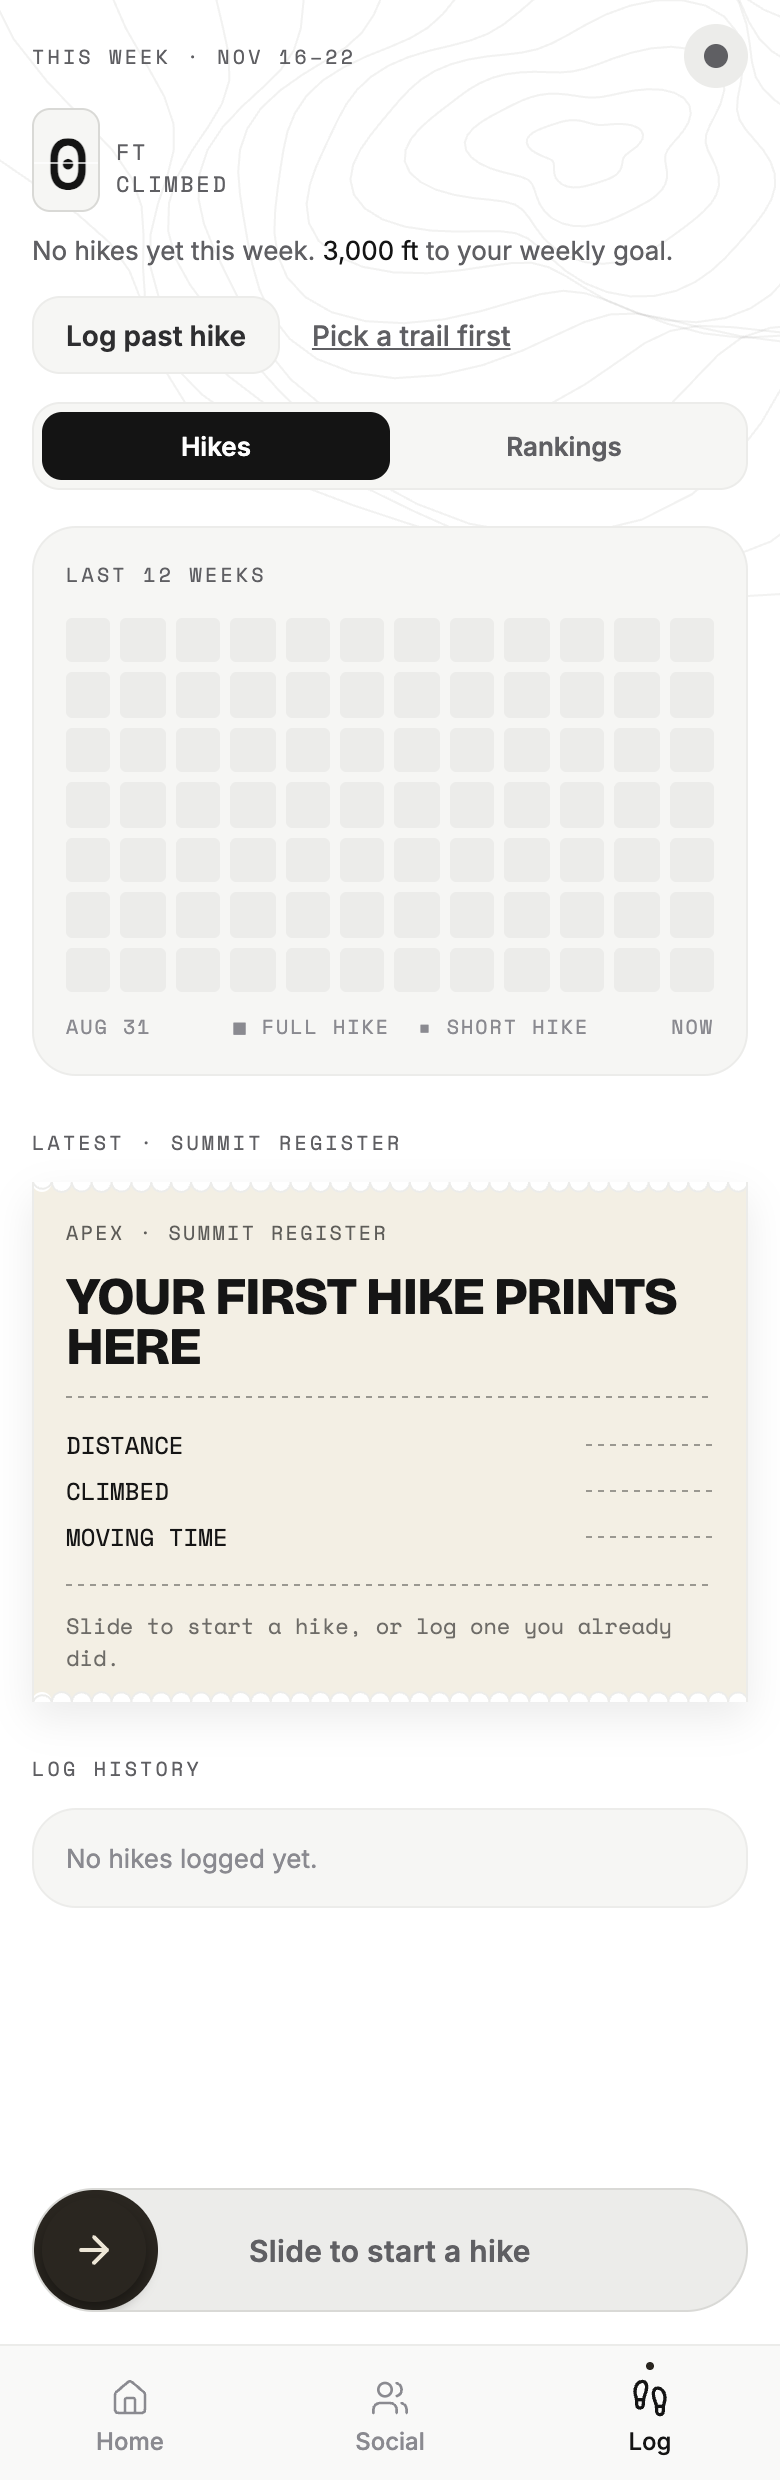 THIS WEEK · NOV 16–22
0
FT
CLIMBED
No hikes yet this week. 3,000 ft to your weekly goal.
Log past hike
Pick a trail first
Hikes
Rankings
LAST 12 WEEKS
AUG 31
FULL HIKE
SHORT HIKE
NOW
LATEST · SUMMIT REGISTER
APEX · SUMMIT REGISTER
YOUR FIRST HIKE PRINTS
HERE
DISTANCE
CLIMBED
MOVING TIME
Slide to start a hike, or log one you already
did.
LOG HISTORY
No hikes logged yet.
Slide to start a hike
Home
Social
Log